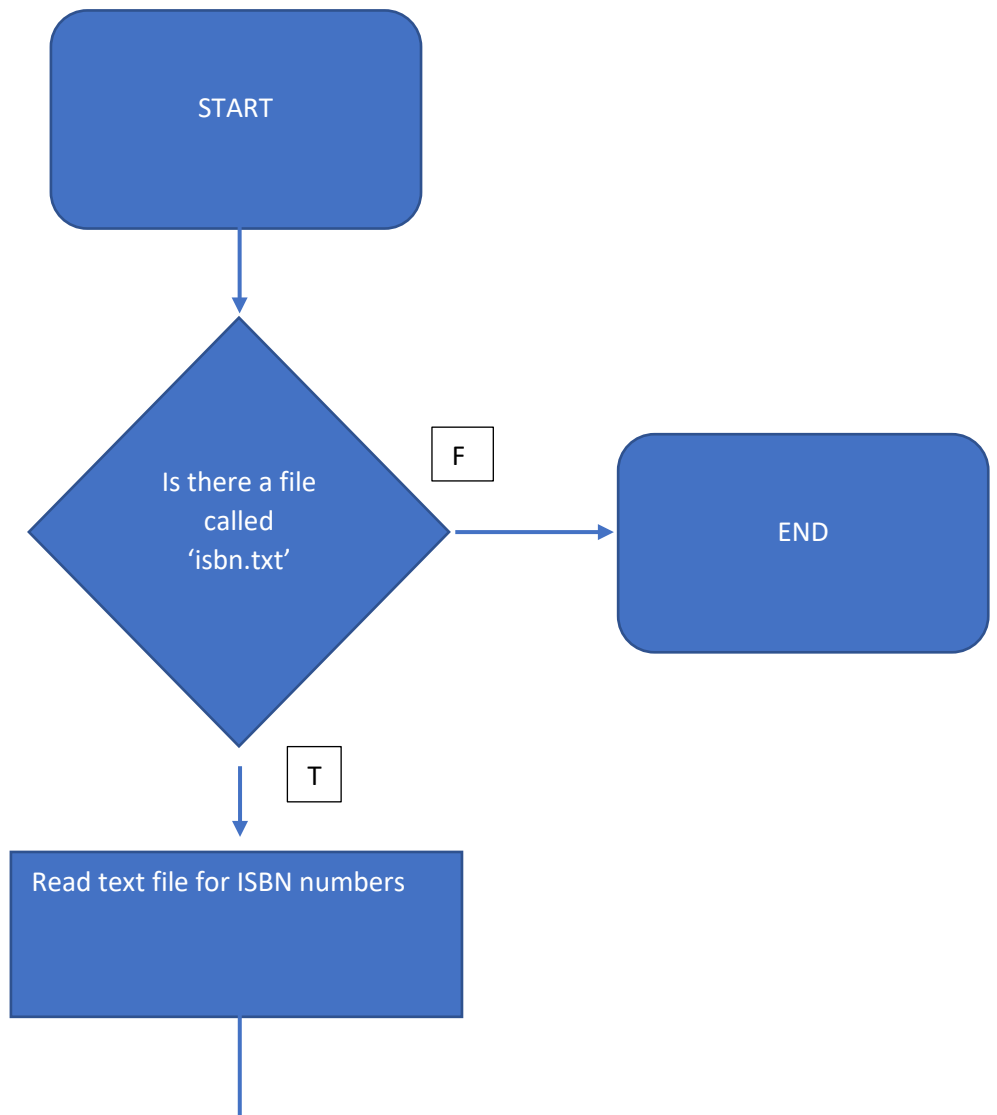 START
F
Is there a file
called
‘isbn.txt’
END
T
Read text file for ISBN numbers